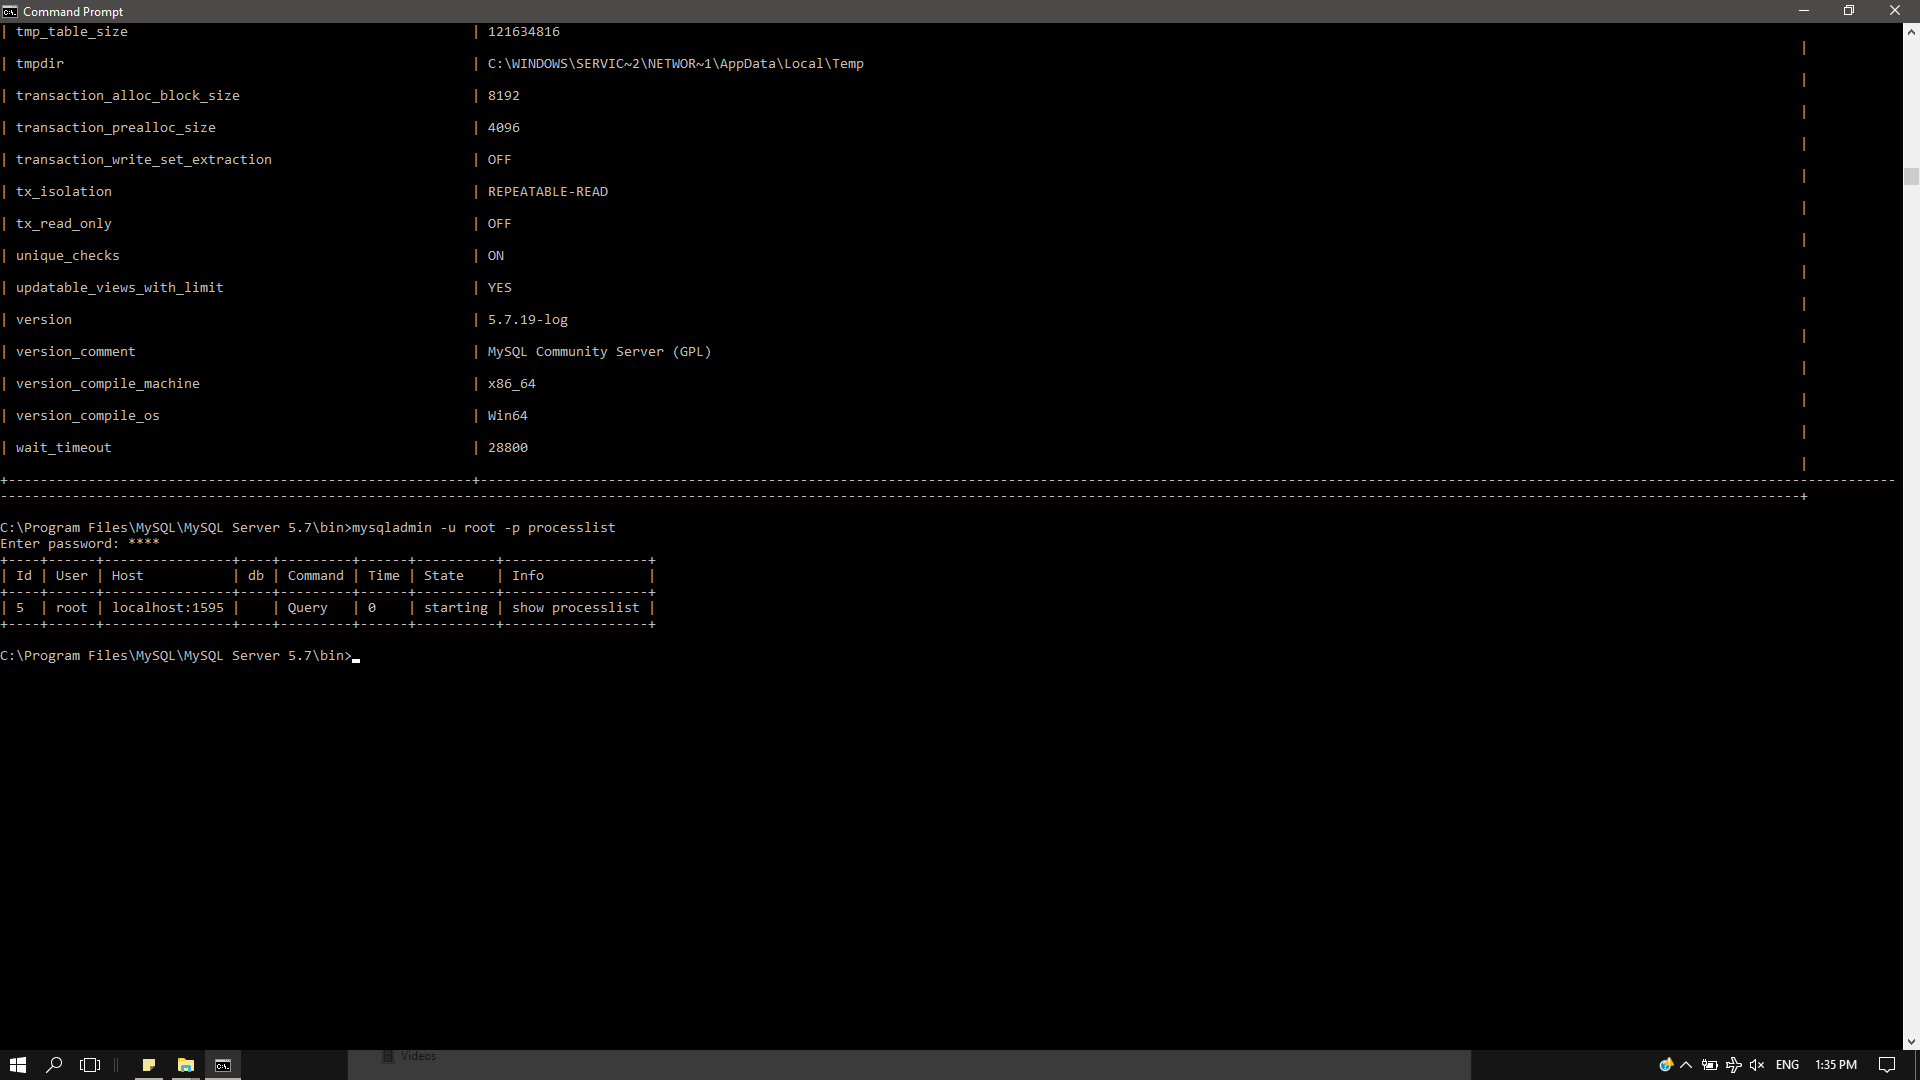 Command Prompt
| tmp_table_size | 121634816 |
| tmpdir | C:\WINDOWS\SERVIC~2\NETWOR~1\AppData\Local\Temp |
| transaction_alloc_block_size | 8192 |
| transaction_prealloc_size | 4096 |
| transaction_write_set_extraction | OFF |
| tx_isolation | REPEATABLE-READ |
| tx_read_only | OFF |
| unique_checks | ON |
| updatable_views_with_limit | YES |
| version | 5.7.19-log |
| version_comment | MySQL Community Server (GPL) |
| version_compile_machine | x86_64 |
| version_compile_os | Win64 |
| wait_timeout | 28800 |
C:\Program Files\MySQL\MySQL Server 5.7\bin>mysqladmin -u root -p processlist
Enter password: ****
| Id | User | Host | db | Command | Time | State | Info |
| 5 | root | localhost:1595 | | Query | 0 | starting | show processlist |
C:\Program Files\MySQL\MySQL Server 5.7\bin>
Videos
ENG 1:35 PM